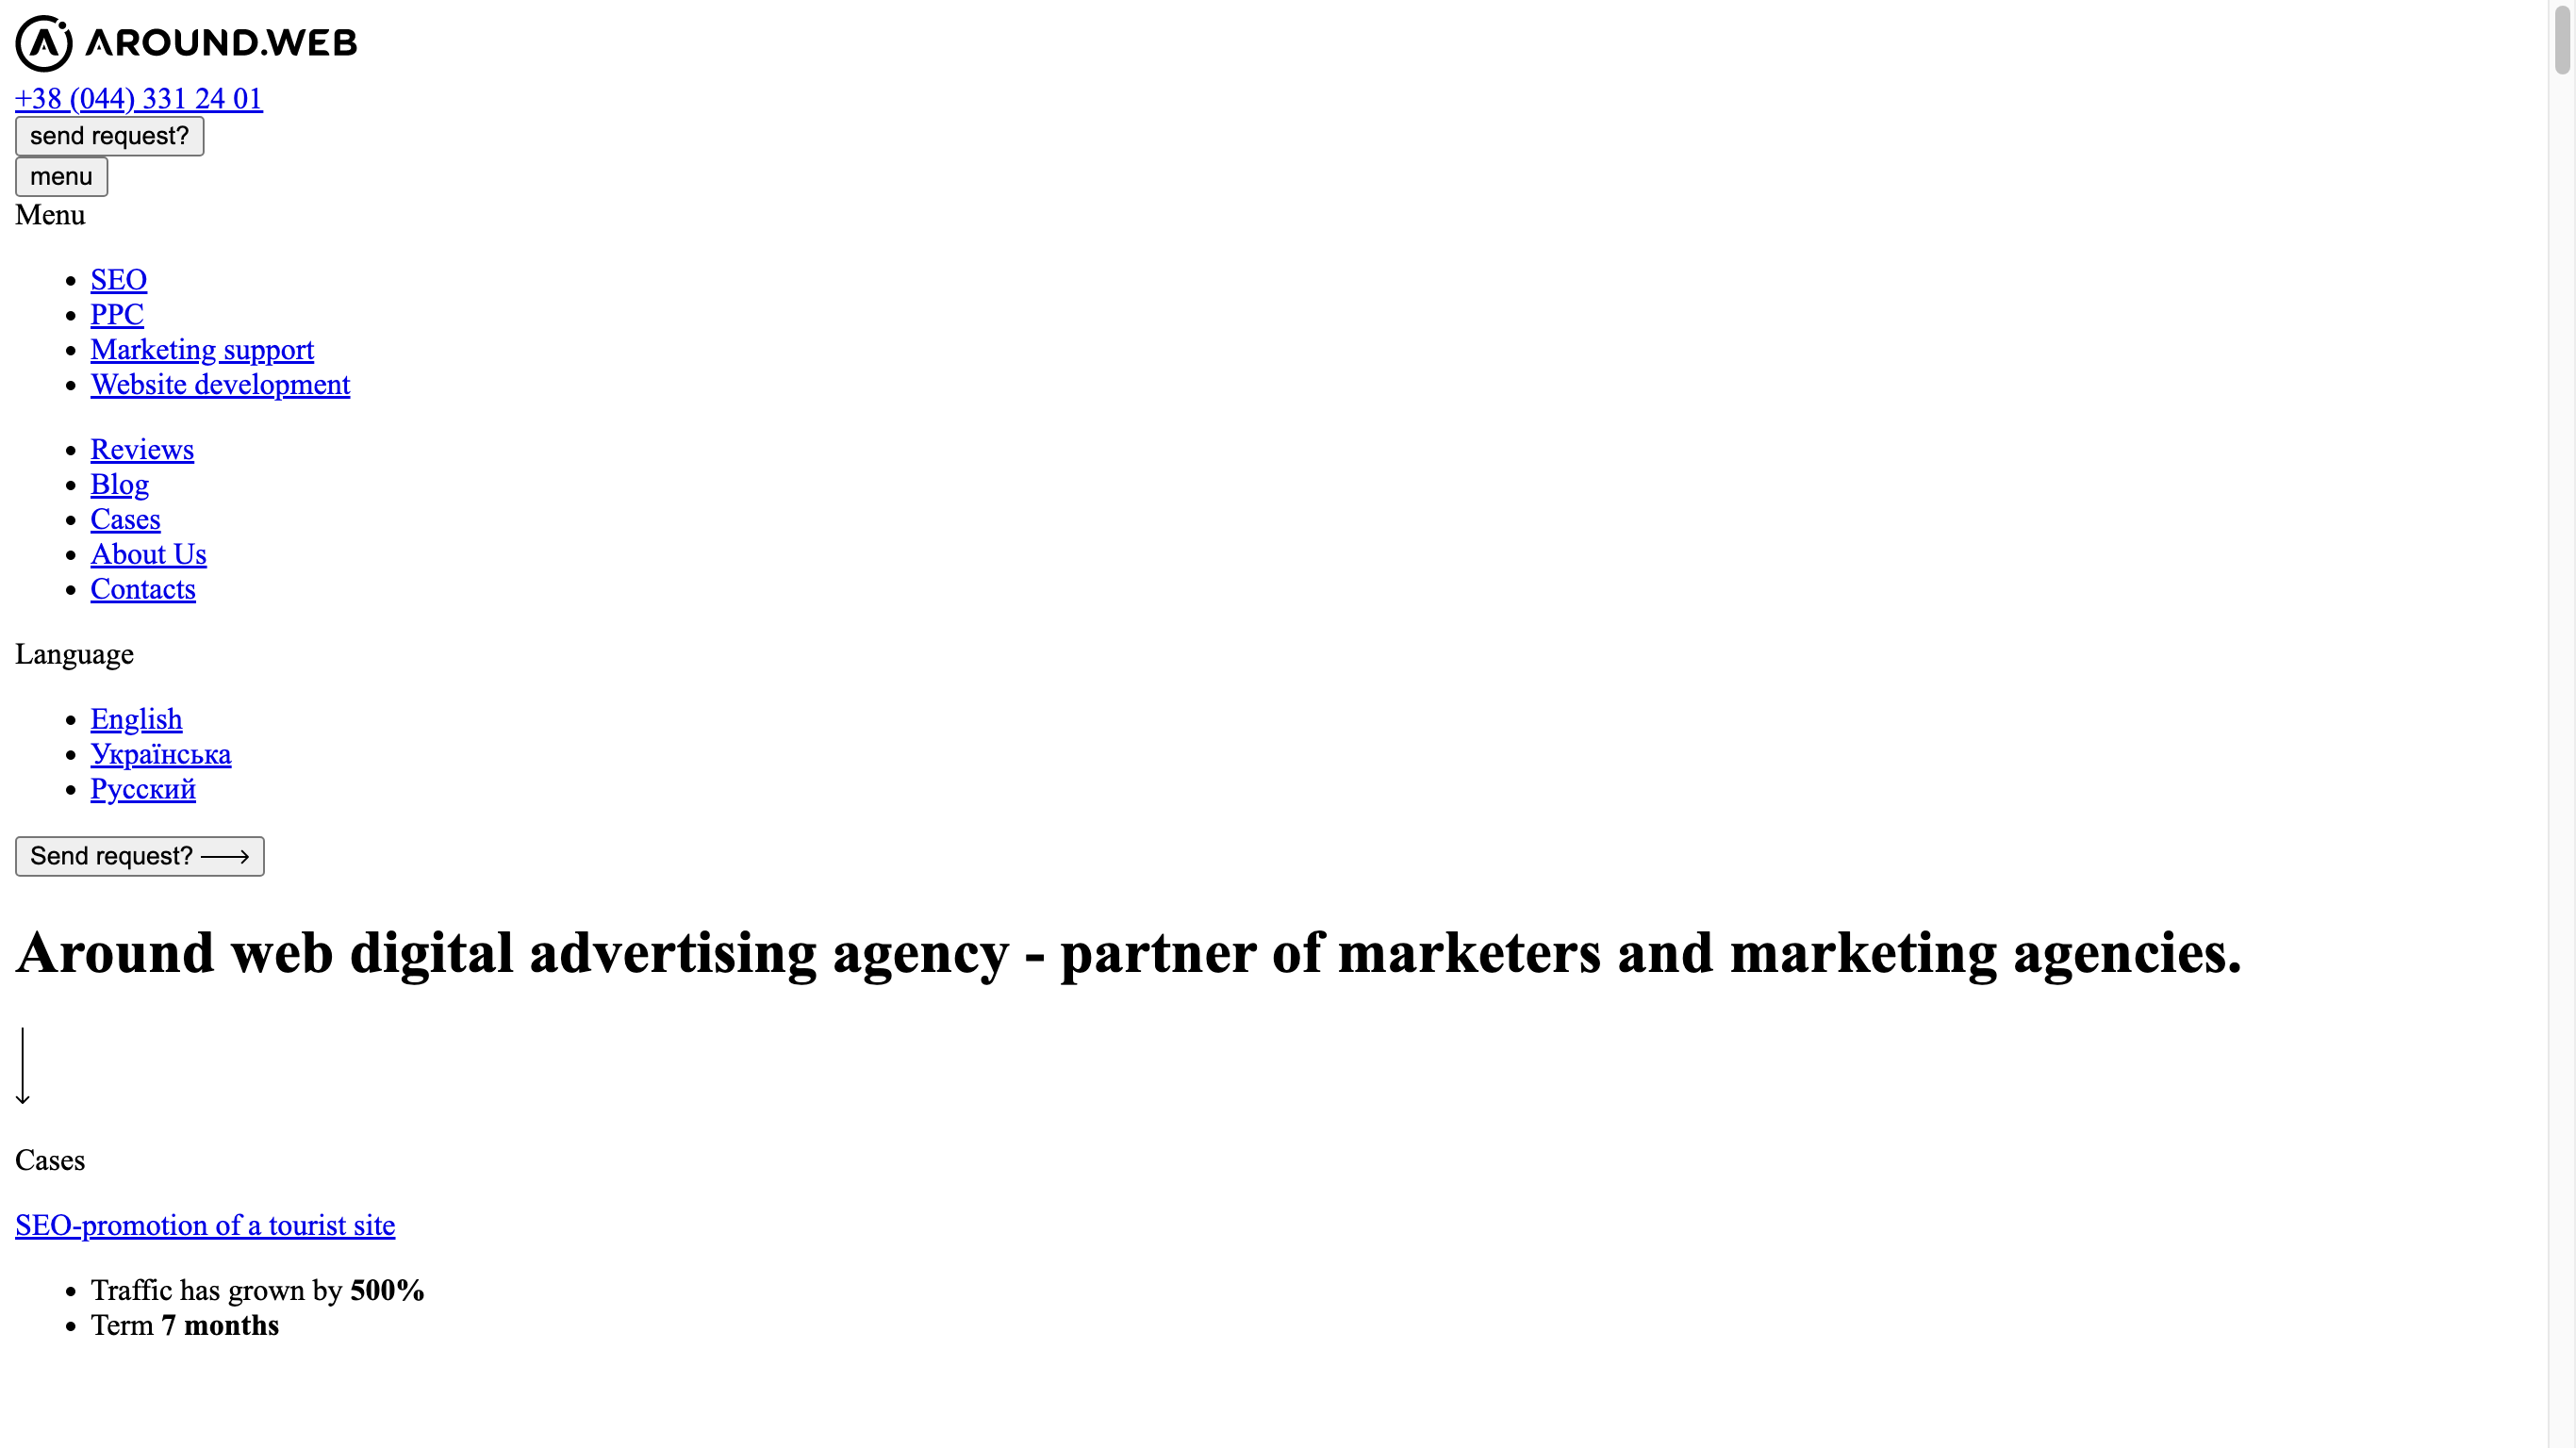 AROUND.WEB
+38 (044) 331 24 01
send request?
menu
Menu
SEO
PPC
Marketing support
Website development
Reviews
Blog
Cases
About Us
Contacts
Language
English
Українська
Русский
Send request?
Around web digital advertising agency - partner of marketers and marketing agencies.
Cases
SEO-promotion of a tourist site
Traffic has grown by 500%
Term 7 months